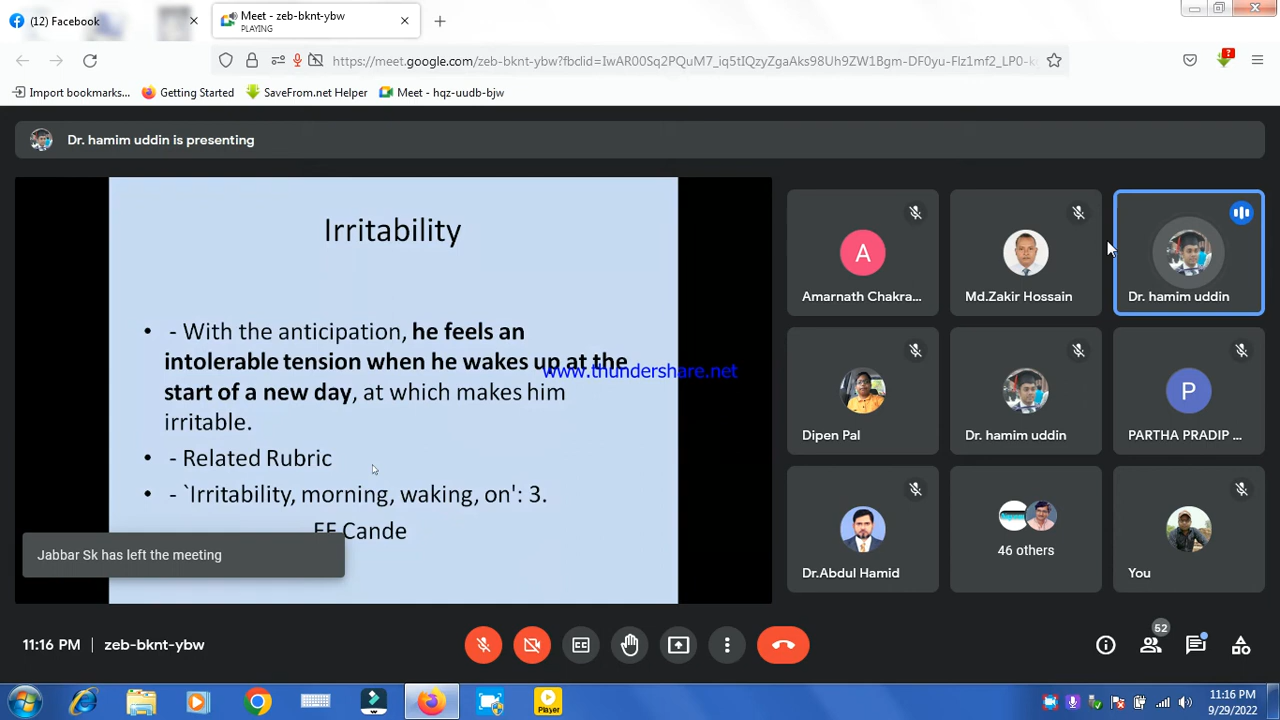 (12) Facebook
Meet - zeb-bknt-ybw
PLAYING
https://meet.google.com/zeb-bknt-ybw?fbclid=IwAR00Sq2PQuM7_iq5tIQzyZgaAks98Uh9ZW1Bgm-DF0yu-Flz1mf2_LP0-k
Import bookmarks...
Getting Started
SaveFrom.net Helper
Meet - hqz-uudb-bjw
Dr. hamim uddin is presenting
Irritability
• - With the anticipation, he feels an
intolerable tension when he wakes up at the
start of a new day, at which makes him
irritable.
www.thundershare.net
• - Related Rubric
• - `Irritability, morning, waking, on': 3.
EF Cande
Jabbar Sk has left the meeting
A
Amarnath Chakra...
Md.Zakir Hossain
Dr. hamim uddin
Dipen Pal
Dr. hamim uddin
P
PARTHA PRADIP ...
Dr.Abdul Hamid
46 others
You
11:16 PM | zeb-bknt-ybw
CC
52
Player
11:16 PM
9/29/2022